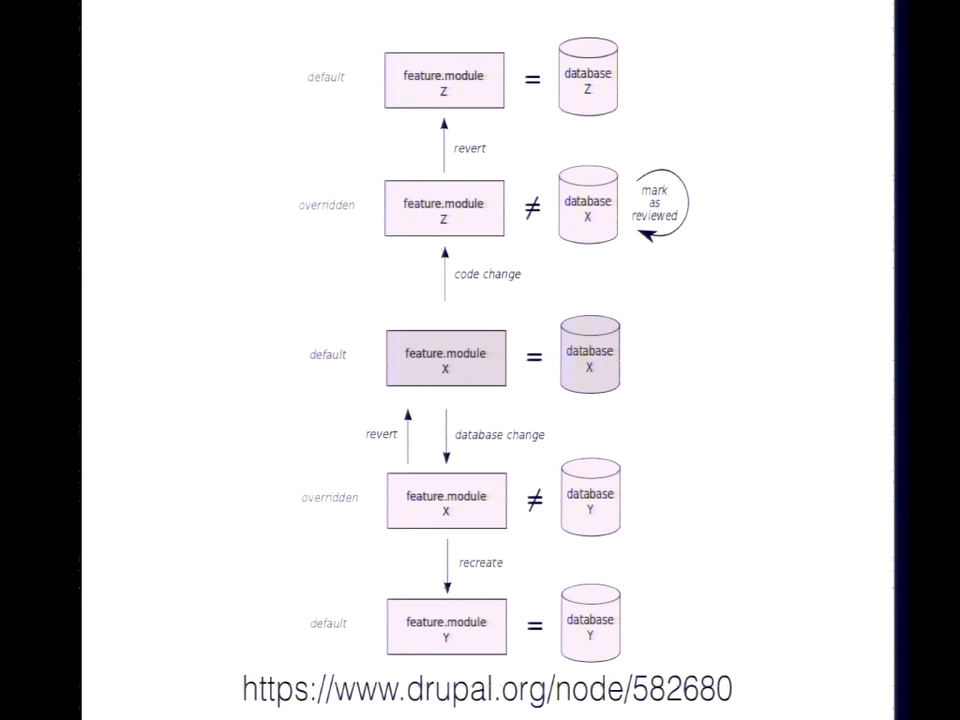 default
feature.module
Z
=
database
Z
revert
overridden
feature.module
Z
≠
database
X
mark
as
reviewed
code change
default
feature.module
X
=
database
X
revert
database change
overridden
feature.module
X
≠
database
Y
recreate
default
feature.module
Y
=
database
Y
https://www.drupal.org/node/582680